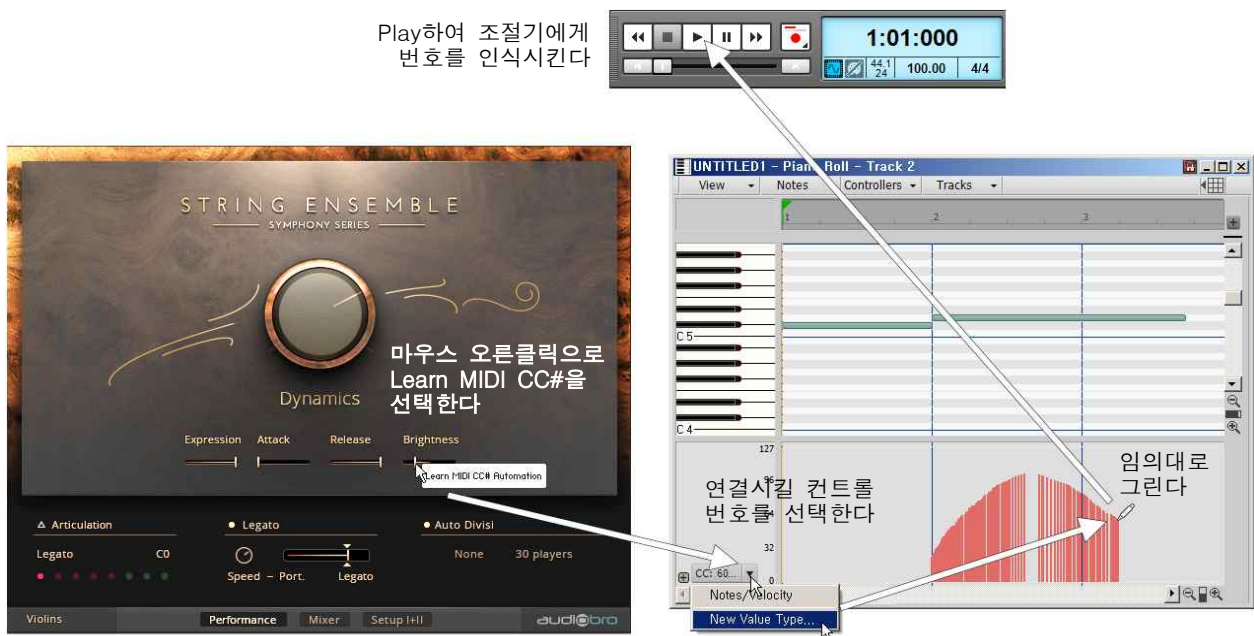 Play하여 조절기에게
번호를 인식시킨다
1:01:000
44.1
24
100.00
4/4
STRING ENSEMBLE
SYMPHONY SERIES
마우스 오른클릭으로
Learn MIDI CC#을
선택한다
Dynamics
Expression Attack Release Brightness
Learn MIDI CC# Automation
Articulation
Legato
Auto Divisi
Legato C0
None 30 players
Speed – Port. Legato
Violins
Performance Mixer Setup I+II
audiobro
UNTITLED1 – Piano Roll – Track 2
View Notes Controllers Tracks
1 2 3
C 5
C 4
127
96
64
32
0
연결시킬 컨트롤
번호를 선택한다
임의대로
그린다
CC: 60...
Notes/Velocity
New Value Type...